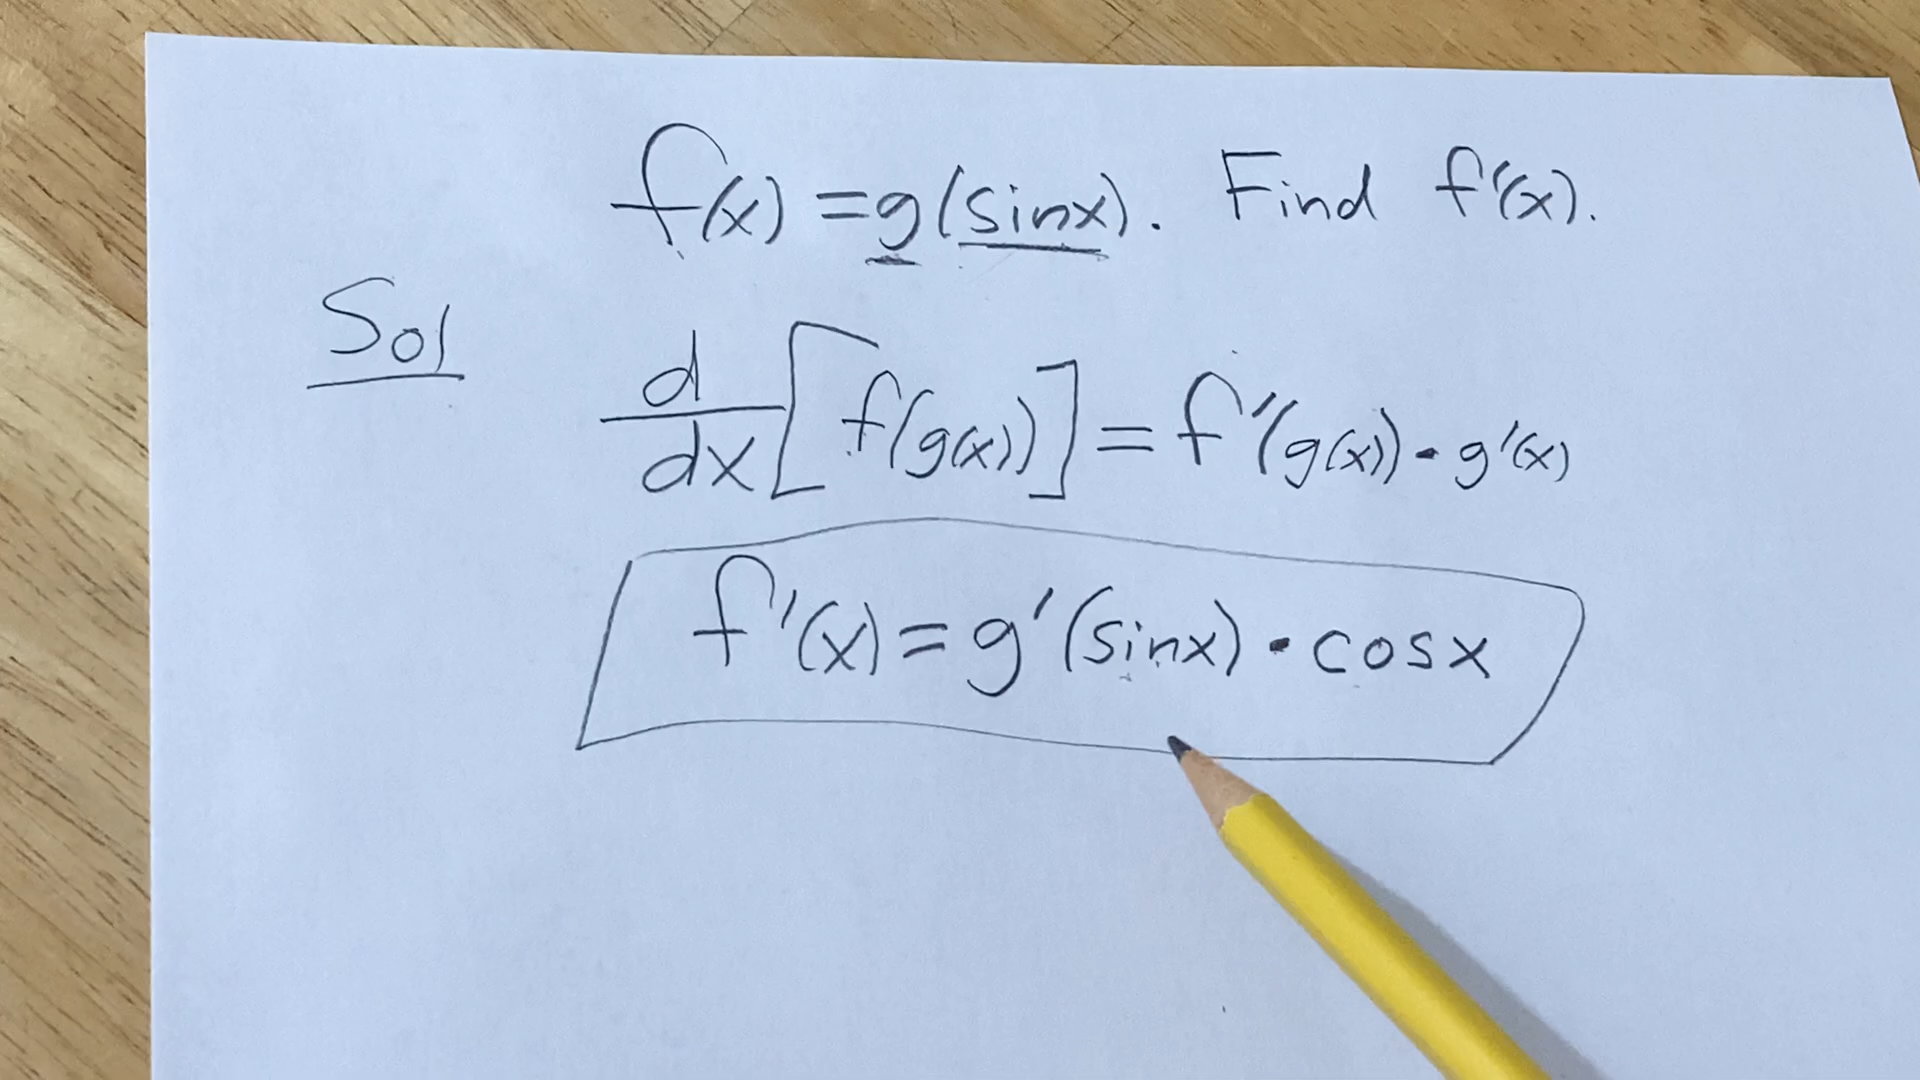 f(x) = g(sinx). Find f'(x).
Sol
d/dx [f(g(x))] = f'(g(x)) · g'(x)
f'(x) = g'(sinx) · cosx